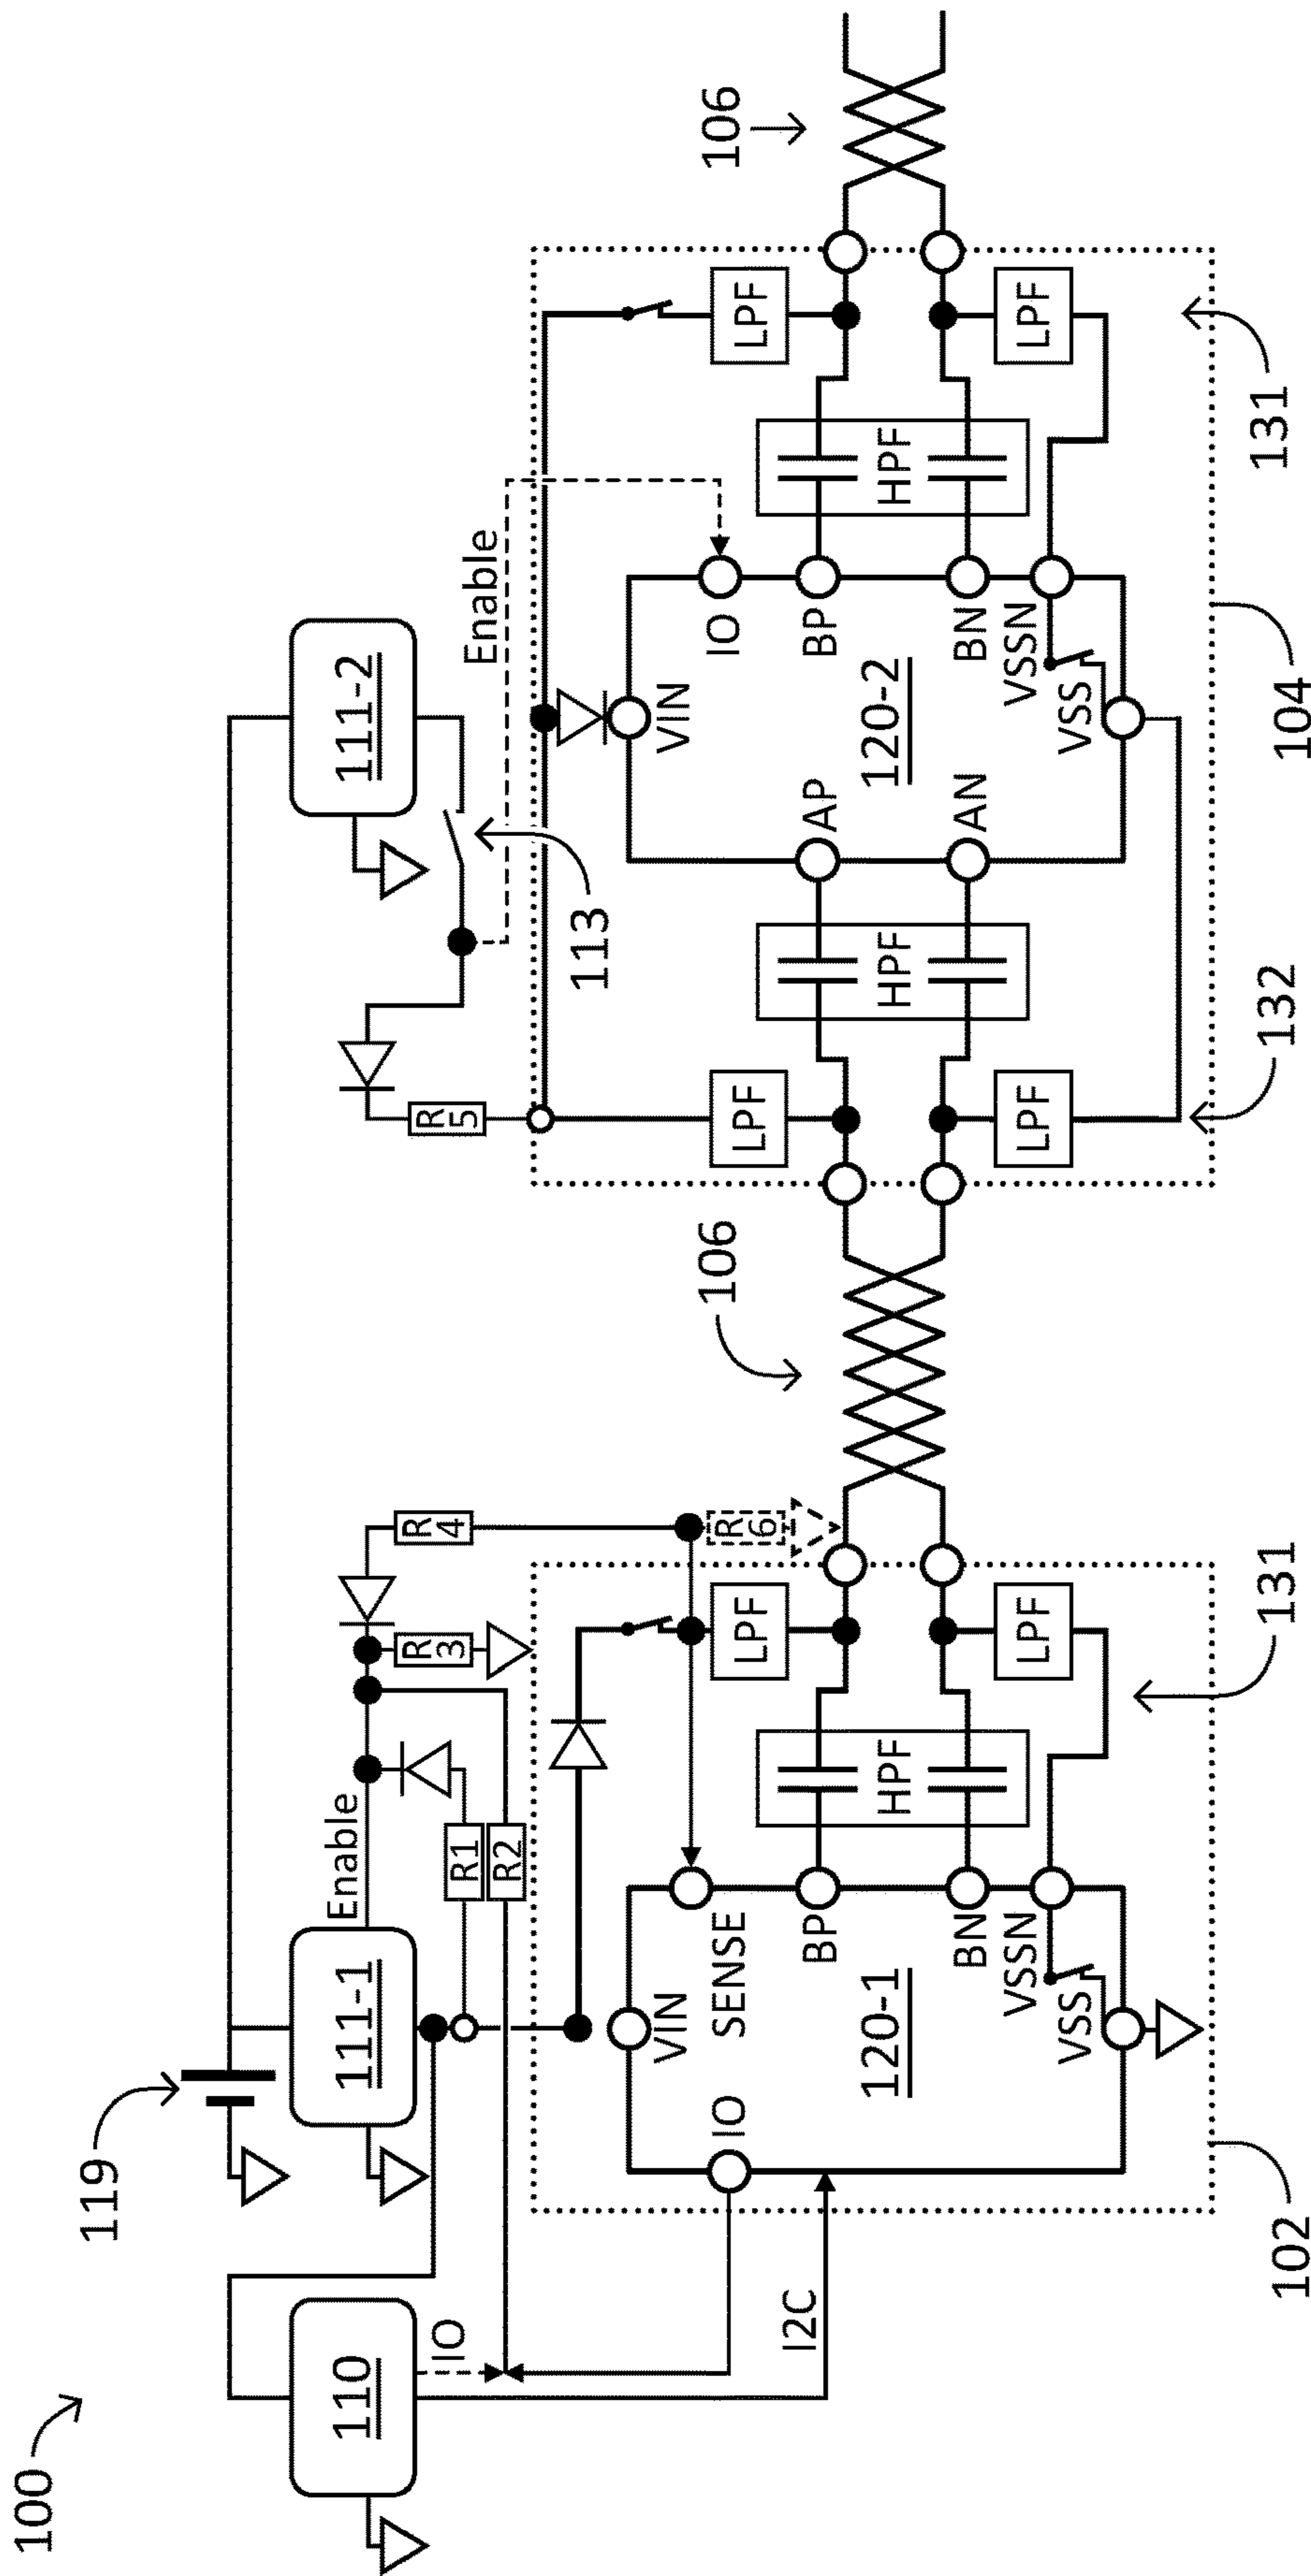 100
119
110
IO
I2C
111-1
Enable
R1
R2
R3
R4
R6
102
IO
VIN
SENSE
120-1
BP
BN
VSSN
VSS
HPF
LPF
LPF
131
106
111-2
113
Enable
R5
104
132
LPF
LPF
HPF
AP
AN
VIN
120-2
IO
BP
BN
VSSN
VSS
HPF
LPF
LPF
131
106